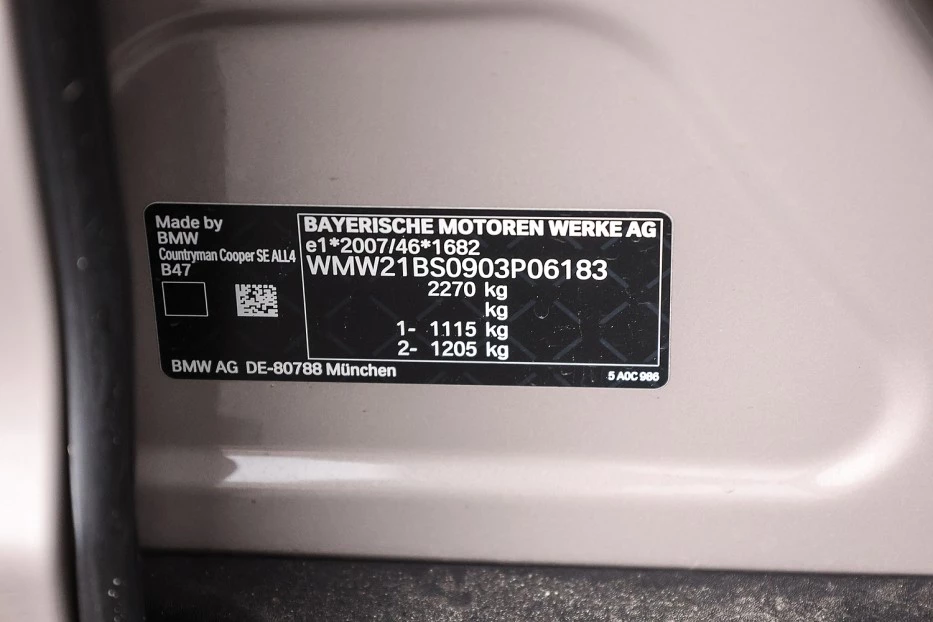 Made by
BMW
Countryman Cooper SE ALL4
B47
BAYERISCHE MOTOREN WERKE AG
e1*2007/46*1682
WMW21BS0903P06183
2270 kg
kg
1- 1115 kg
2- 1205 kg
BMW AG DE-80788 München
5 A0C 986